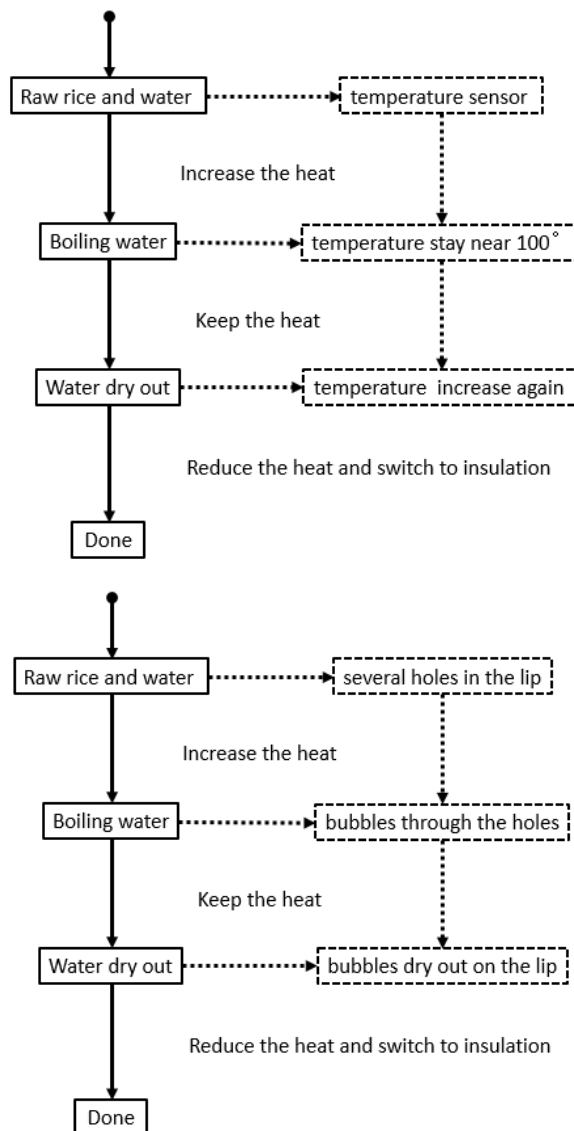 Raw rice and water
temperature sensor
Increase the heat
Boiling water
temperature stay near 100°
Keep the heat
Water dry out
temperature increase again
Reduce the heat and switch to insulation
Done
Raw rice and water
several holes in the lip
Increase the heat
Boiling water
bubbles through the holes
Keep the heat
Water dry out
bubbles dry out on the lip
Reduce the heat and switch to insulation
Done